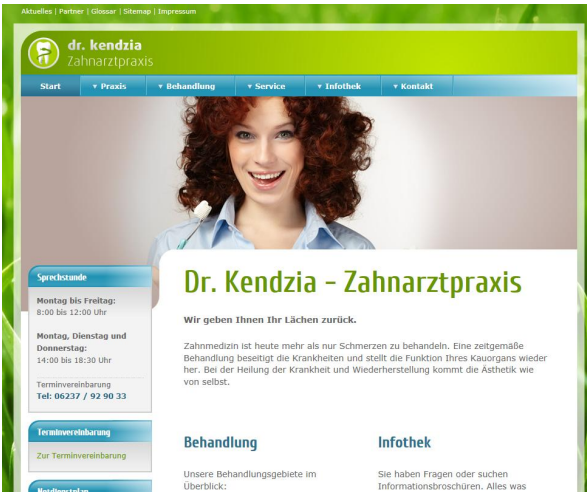 Aktuelles | Partner | Glossar | Sitemap | Impressum
dr. kendzia
Zahnarztpraxis
Start Praxis Behandlung Service Infothek Kontakt
Sprechstunde
Montag bis Freitag:
8:00 bis 12:00 Uhr
Montag, Dienstag und
Donnerstag:
14:00 bis 18:30 Uhr
Terminvereinbarung
Tel: 06237 / 92 90 33
Terminvereinbarung
Zur Terminvereinbarung
Notdienstplan
Dr. Kendzia - Zahnarztpraxis
Wir geben Ihnen Ihr Lächen zurück.
Zahnmedizin ist heute mehr als nur Schmerzen zu behandeln. Eine zeitgemäße
Behandlung beseitigt die Krankheiten und stellt die Funktion Ihres Kauorgans wieder
her. Bei der Heilung der Krankheit und Wiederherstellung kommt die Ästhetik wie
von selbst.
Behandlung
Unsere Behandlungsgebiete im
Überblick:
Infothek
Sie haben Fragen oder suchen
Informationsbroschüren. Alles was